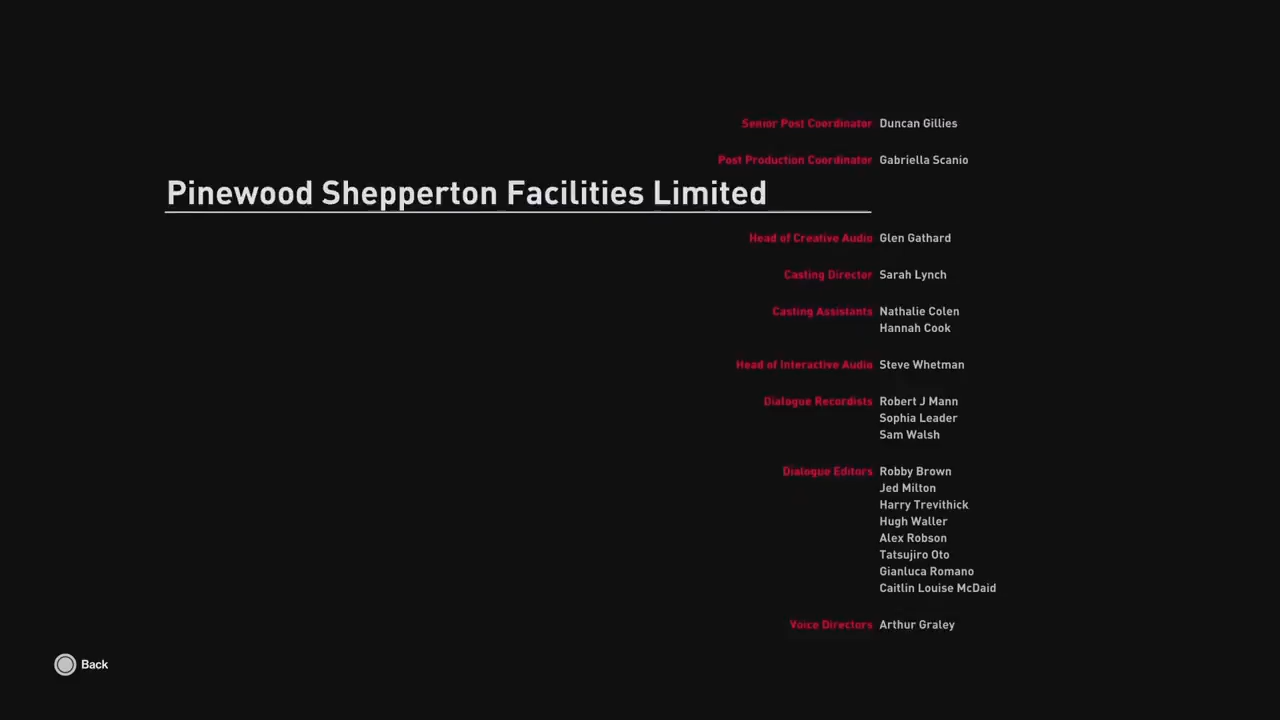 Senior Post Coordinator Duncan Gillies
Post Production Coordinator Gabriella Scanio
Pinewood Shepperton Facilities Limited
Head of Creative Audio Glen Gathard
Casting Director Sarah Lynch
Casting Assistants Nathalie Colen
Hannah Cook
Head of Interactive Audio Steve Whetman
Dialogue Recordists Robert J Mann
Sophia Leader
Sam Walsh
Dialogue Editors Robby Brown
Jed Milton
Harry Trevithick
Hugh Waller
Alex Robson
Tatsujiro Oto
Gianluca Romano
Caitlin Louise McDaid
Voice Directors Arthur Graley
Back